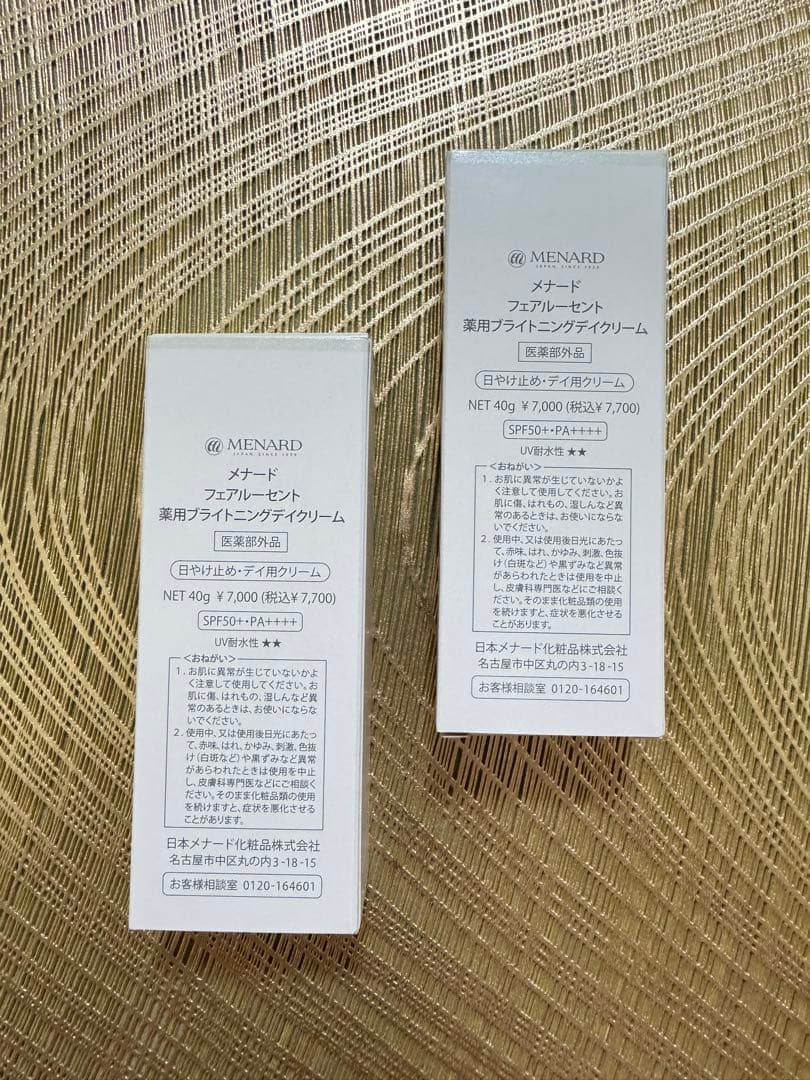 MENARD
JAPAN, SINCE 1959
メナード
フェアルーセント
薬用ブライトニングデイクリーム
医薬部外品
日やけ止め・デイ用クリーム
NET 40g ¥7,000 (税込¥7,700)
SPF50+・PA++++
UV耐水性 ★★
<おねがい>
1. お肌に異常が生じていないかよ
く注意して使用してください。お
肌に傷、はれもの、湿しんなど異
常のあるときは、お使いにならな
いでください。
2. 使用中、又は使用後日光にあたっ
て、赤味、はれ、かゆみ、刺激、色抜
け(白斑など)や黒ずみなど異常
があらわれたときは使用を中止
し、皮膚科専門医などにご相談く
ださい。そのまま化粧品類の使用
を続けますと、症状を悪化させる
ことがあります。
日本メナード化粧品株式会社
名古屋市中区丸の内3-18-15
お客様相談室 0120-164601
MENARD
JAPAN, SINCE 1959
メナード
フェアルーセント
薬用ブライトニングデイクリーム
医薬部外品
日やけ止め・デイ用クリーム
NET 40g ¥7,000 (税込¥7,700)
SPF50+・PA++++
UV耐水性 ★★
<おねがい>
1. お肌に異常が生じていないかよ
く注意して使用してください。お
肌に傷、はれもの、湿しんなど異
常のあるときは、お使いにならな
いでください。
2. 使用中、又は使用後日光にあたっ
て、赤味、はれ、かゆみ、刺激、色抜
け(白斑など)や黒ずみなど異常
があらわれたときは使用を中止
し、皮膚科専門医などにご相談く
ださい。そのまま化粧品類の使用
を続けますと、症状を悪化させる
ことがあります。
日本メナード化粧品株式会社
名古屋市中区丸の内3-18-15
お客様相談室 0120-164601